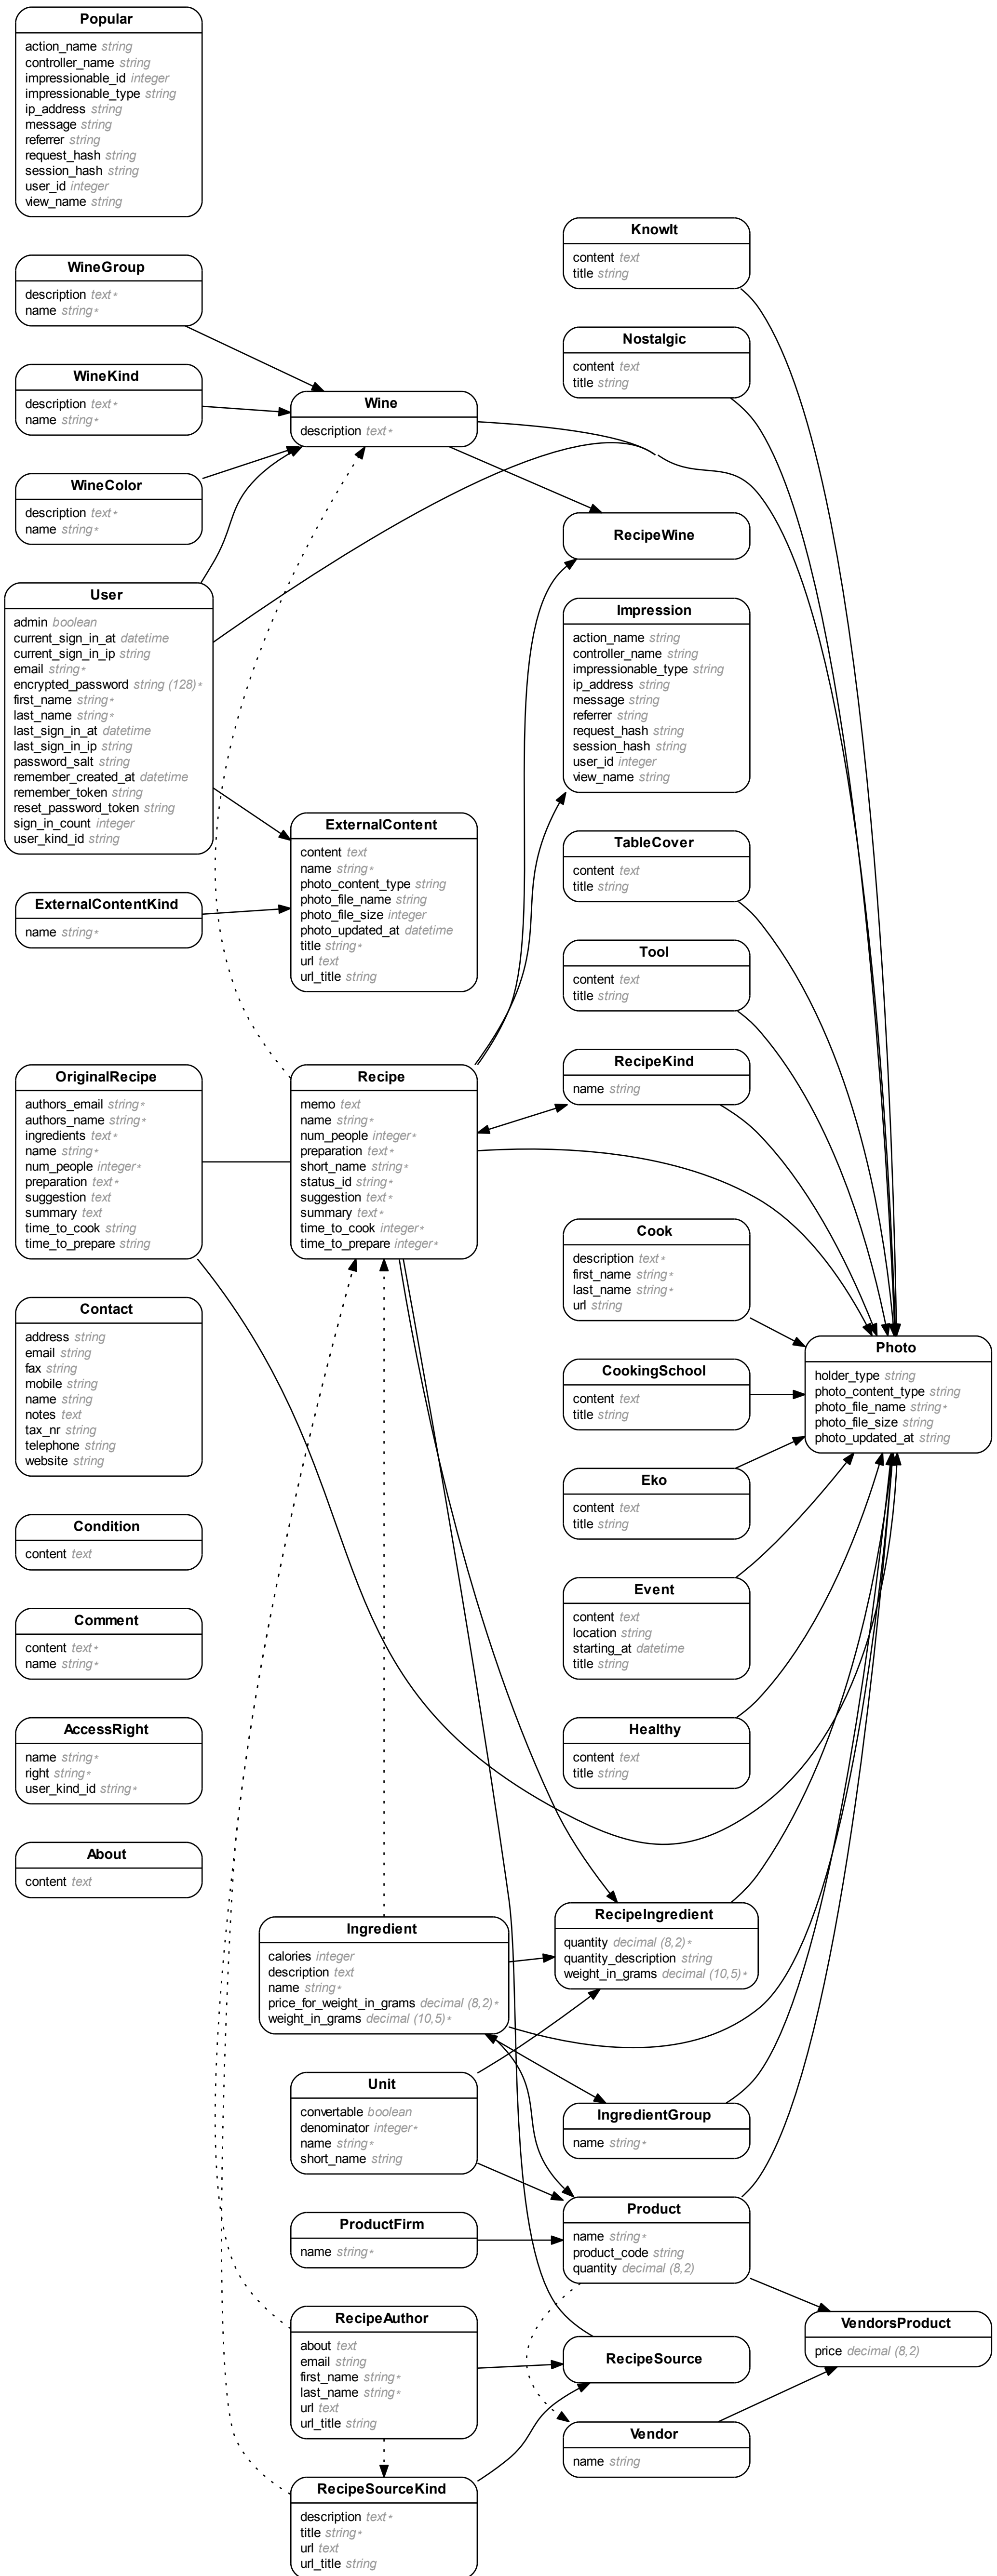 Popular
action_name string
controller_name string
impressionable_id integer
impressionable_type string
ip_address string
message string
referrer string
request_hash string
session_hash string
user_id integer
view_name string
WineGroup
description text∗
name string∗
WineKind
description text∗
name string∗
WineColor
description text∗
name string∗
User
admin boolean
current_sign_in_at datetime
current_sign_in_ip string
email string∗
encrypted_password string (128)∗
first_name string∗
last_name string∗
last_sign_in_at datetime
last_sign_in_ip string
password_salt string
remember_created_at datetime
remember_token string
reset_password_token string
sign_in_count integer
user_kind_id string
ExternalContentKind
name string∗
OriginalRecipe
authors_email string∗
authors_name string∗
ingredients text∗
name string∗
num_people integer∗
preparation text∗
suggestion text
summary text
time_to_cook string
time_to_prepare string
Contact
address string
email string
fax string
mobile string
name string
notes text
tax_nr string
telephone string
website string
Condition
content text
Comment
content text∗
name string∗
AccessRight
name string∗
right string∗
user_kind_id string∗
About
content text
Wine
description text∗
ExternalContent
content text
name string∗
photo_content_type string
photo_file_name string
photo_file_size integer
photo_updated_at datetime
title string∗
url text
url_title string
Recipe
memo text
name string∗
num_people integer∗
preparation text∗
short_name string∗
status_id string∗
suggestion text∗
summary text∗
time_to_cook integer∗
time_to_prepare integer∗
Ingredient
calories integer
description text
name string∗
price_for_weight_in_grams decimal (8,2)∗
weight_in_grams decimal (10,5)∗
Unit
convertable boolean
denominator integer∗
name string∗
short_name string
ProductFirm
name string∗
RecipeAuthor
about text
email string
first_name string∗
last_name string∗
url text
url_title string
RecipeSourceKind
description text∗
title string∗
url text
url_title string
KnowIt
content text
title string
Nostalgic
content text
title string
RecipeWine
Impression
action_name string
controller_name string
impressionable_type string
ip_address string
message string
referrer string
request_hash string
session_hash string
user_id integer
view_name string
TableCover
content text
title string
Tool
content text
title string
RecipeKind
name string
Cook
description text∗
first_name string∗
last_name string∗
url string
CookingSchool
content text
title string
Eko
content text
title string
Event
content text
location string
starting_at datetime
title string
Healthy
content text
title string
RecipeIngredient
quantity decimal (8,2)∗
quantity_description string
weight_in_grams decimal (10,5)∗
IngredientGroup
name string∗
Product
name string∗
product_code string
quantity decimal (8,2)
RecipeSource
Vendor
name string
Photo
holder_type string
photo_content_type string
photo_file_name string∗
photo_file_size string
photo_updated_at string
VendorsProduct
price decimal (8,2)